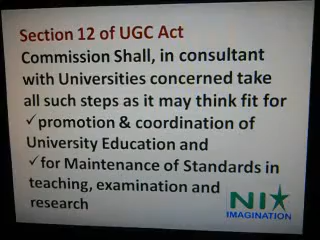 Section 12 of UGC Act
Commission Shall, in consultant
with Universities concerned take
all such steps as it may think fit for
✓promotion & coordination of
University Education and
✓for Maintenance of Standards in
teaching, examination and
research
NI
IMAGINATION